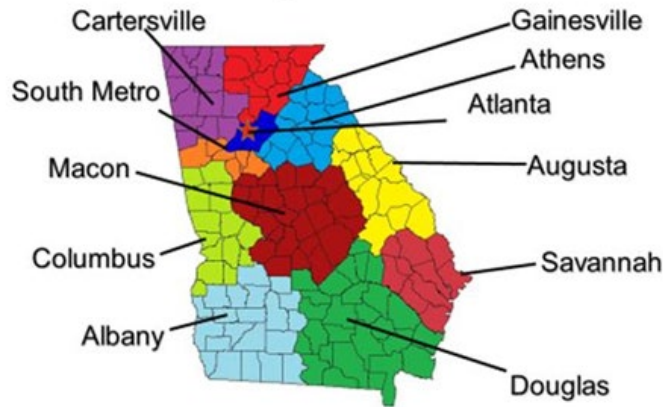 Cartersville
Gainesville
Athens
South Metro
Atlanta
Macon
Augusta
Columbus
Savannah
Albany
Douglas